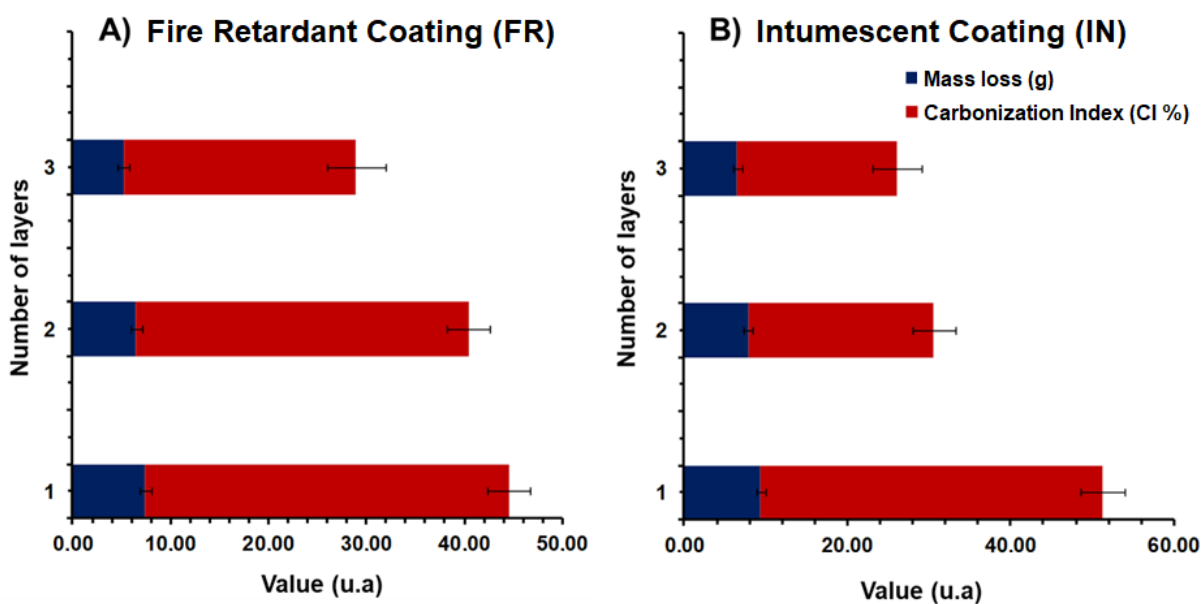 A) Fire Retardant Coating (FR)
Number of layers
3
2
1
0.00 10.00 20.00 30.00 40.00 50.00
Value (u.a)
B) Intumescent Coating (IN)
Mass loss (g)
Carbonization Index (CI %)
Number of layers
3
2
1
0.00 20.00 40.00 60.00
Value (u.a)